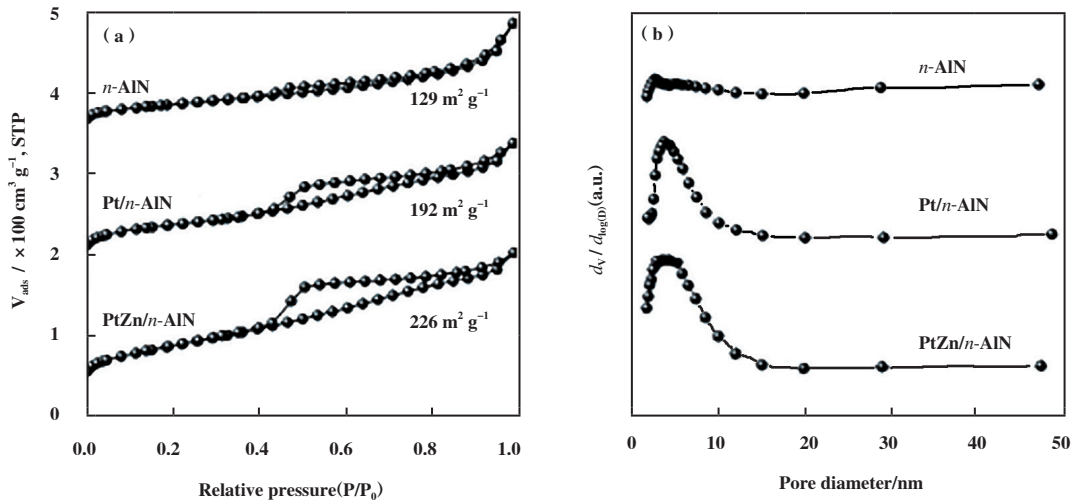 ( a )
5
4
3
2
1
0
V_ads / ×100 cm³ g⁻¹, STP
n-AlN
129 m² g⁻¹
Pt/n-AlN
192 m² g⁻¹
PtZn/n-AlN
226 m² g⁻¹
0.0 0.2 0.4 0.6 0.8 1.0
Relative pressure(P/P₀)
( b )
d_V / d_log(D)(a.u.)
n-AlN
Pt/n-AlN
PtZn/n-AlN
0 10 20 30 40 50
Pore diameter/nm